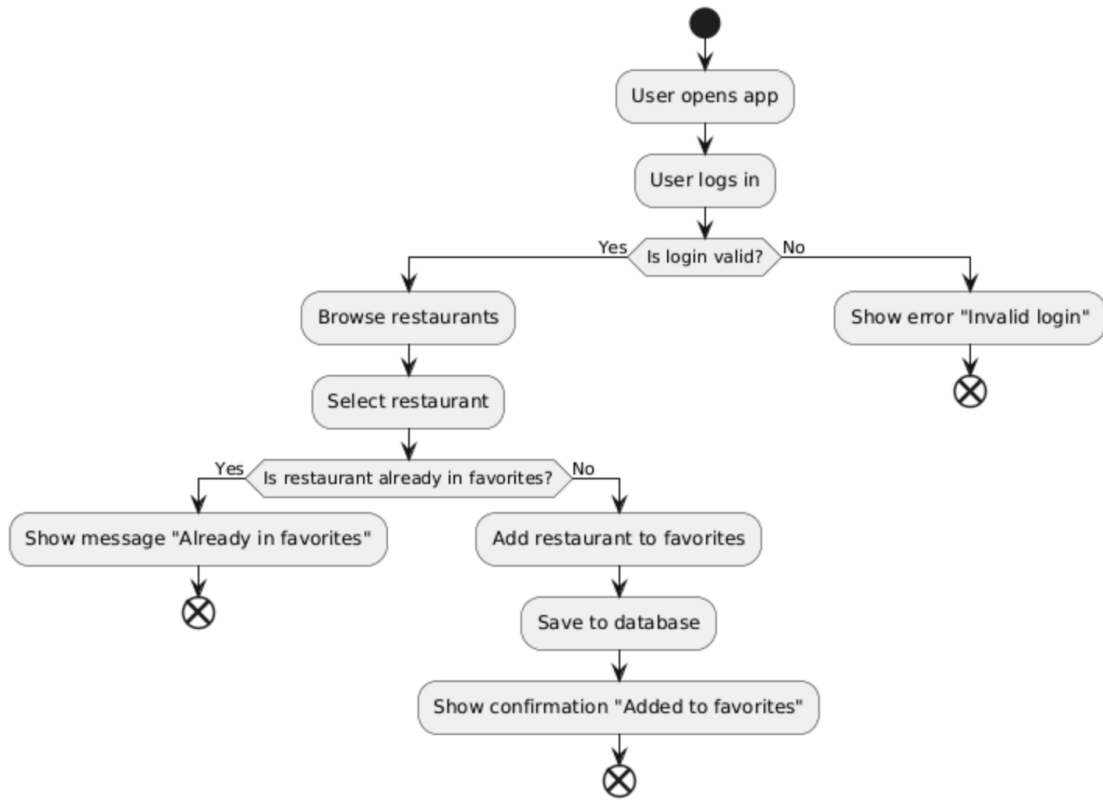 User opens app
User logs in
Yes
Is login valid?
No
Browse restaurants
Show error "Invalid login"
Select restaurant
Yes
Is restaurant already in favorites?
No
Show message "Already in favorites"
Add restaurant to favorites
Save to database
Show confirmation "Added to favorites"